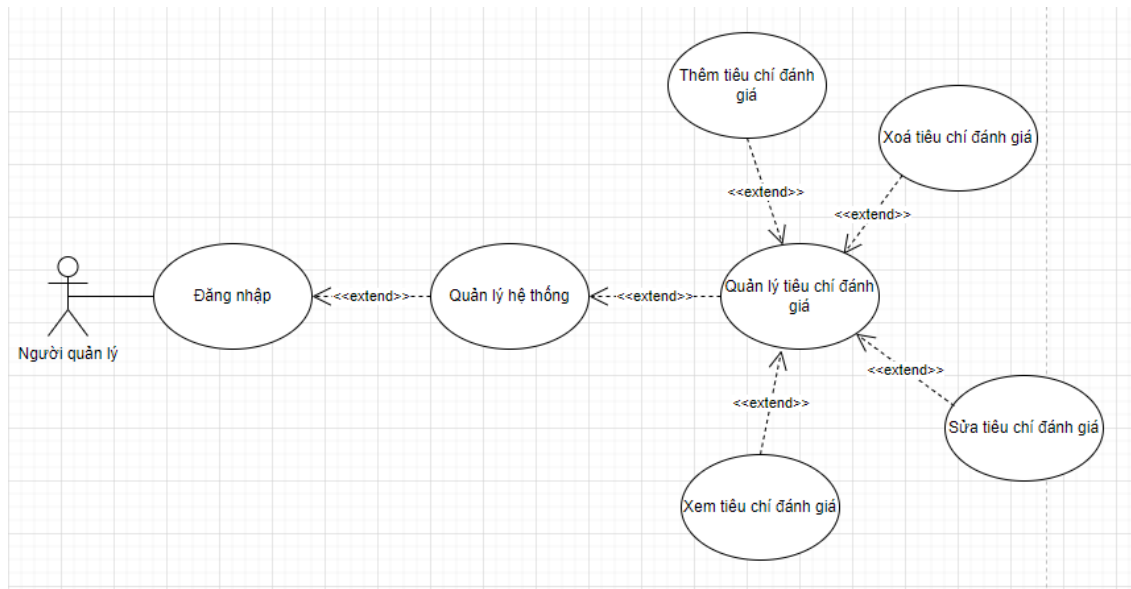 Thêm tiêu chí đánh
giá
Xoá tiêu chí đánh giá
<<extend>>
<<extend>>
Đăng nhập
<<extend>>
Quản lý hệ thống
<<extend>>
Quản lý tiêu chí đánh
giá
Người quản lý
<<extend>>
<<extend>>
Sửa tiêu chí đánh giá
Xem tiêu chí đánh giá